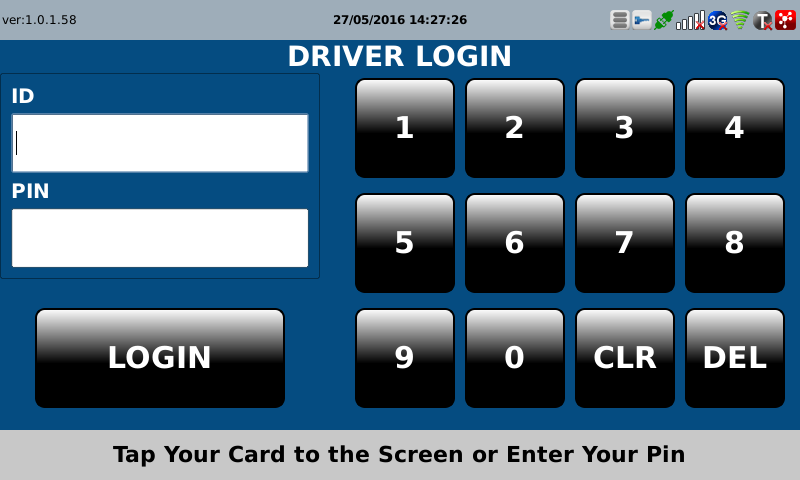 ver:1.0.1.58
27/05/2016 14:27:26
3G
T
DRIVER LOGIN
ID
PIN
1 2 3 4
5 6 7 8
LOGIN
9 0 CLR DEL
Tap Your Card to the Screen or Enter Your Pin